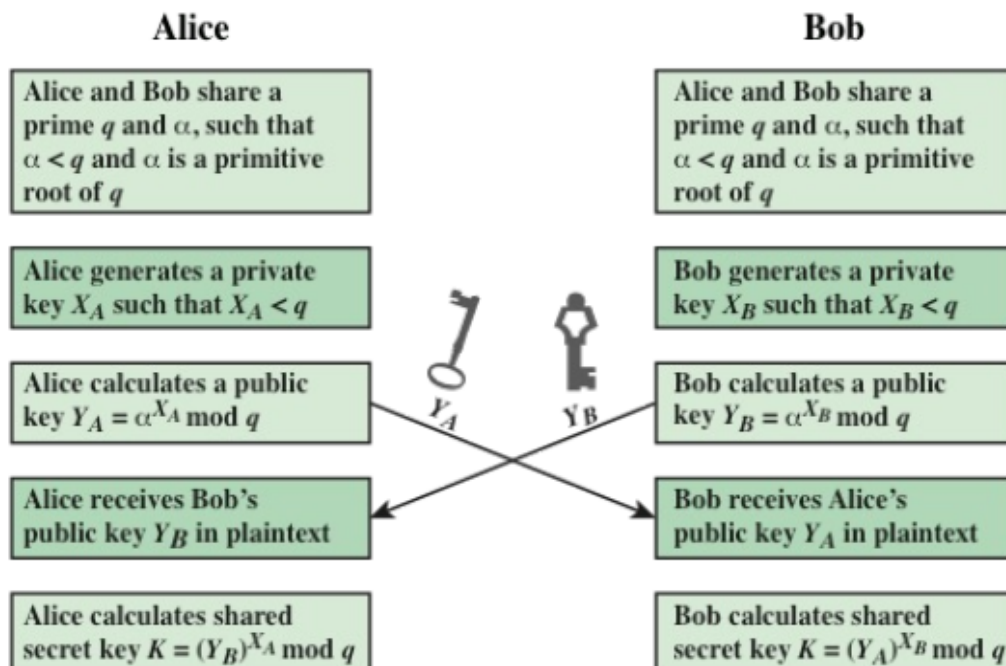 Alice
Alice and Bob share a
prime q and α, such that
α < q and α is a primitive
root of q
Alice generates a private
key X_A such that X_A < q
Alice calculates a public
key Y_A = α^X_A mod q
Alice receives Bob's
public key Y_B in plaintext
Alice calculates shared
secret key K = (Y_B)^X_A mod q
Y_A
Y_B
Bob
Alice and Bob share a
prime q and α, such that
α < q and α is a primitive
root of q
Bob generates a private
key X_B such that X_B < q
Bob calculates a public
key Y_B = α^X_B mod q
Bob receives Alice's
public key Y_A in plaintext
Bob calculates shared
secret key K = (Y_A)^X_B mod q